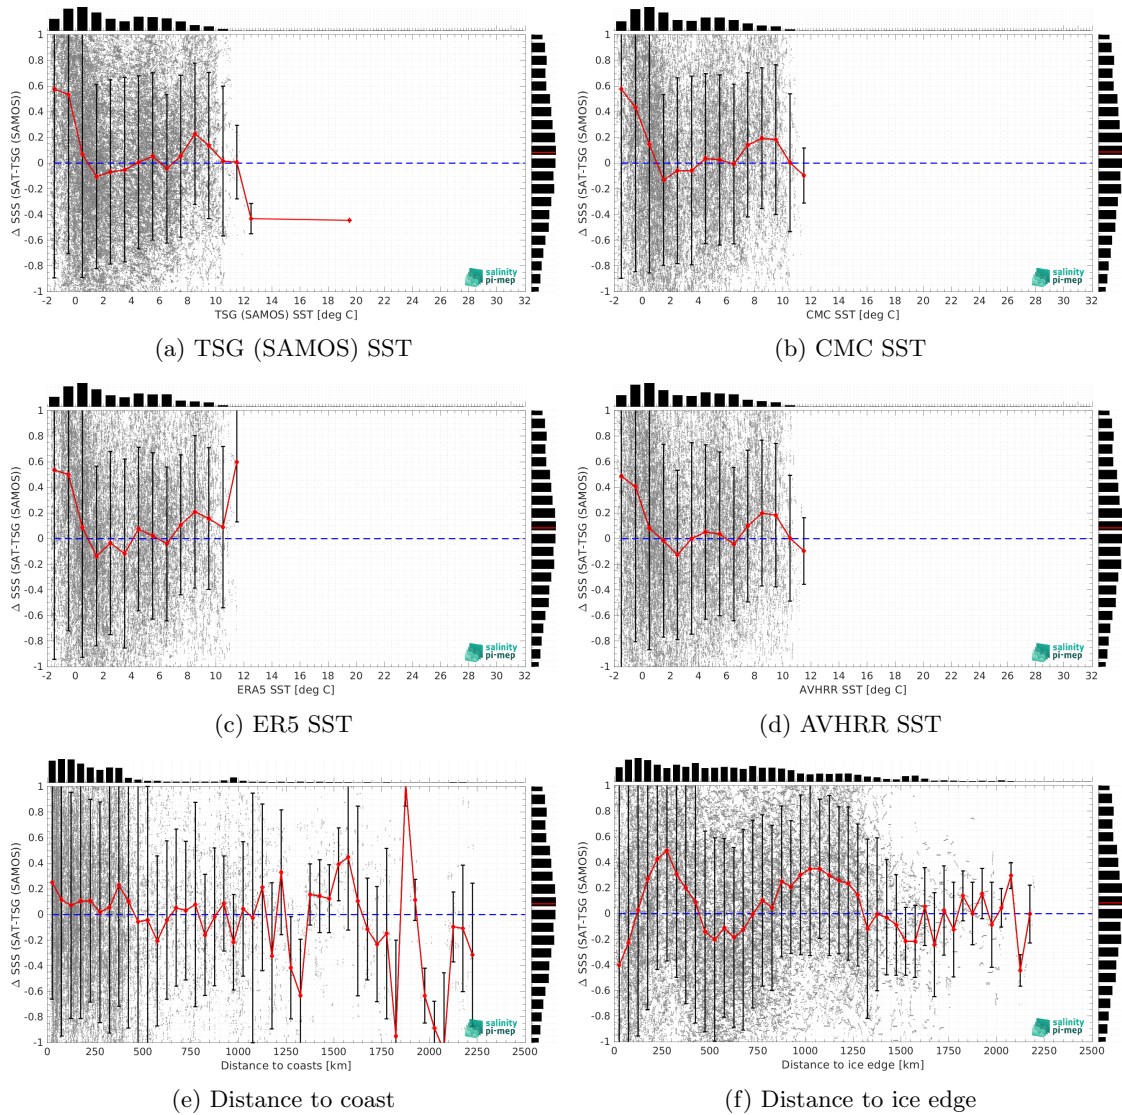 1
0.8
0.6
0.4
0.2
0
-0.2
-0.4
-0.6
-0.8
-1
Δ SSS (SAT-TSG (SAMOS))
-2 0 2 4 6 8 10 12 14 16 18 20 22 24 26 28 30 32
TSG (SAMOS) SST [deg C]
salinity
pi-mep
(a) TSG (SAMOS) SST
1
0.8
0.6
0.4
0.2
0
-0.2
-0.4
-0.6
-0.8
-1
Δ SSS (SAT-TSG (SAMOS))
-2 0 2 4 6 8 10 12 14 16 18 20 22 24 26 28 30 32
CMC SST [deg C]
salinity
pi-mep
(b) CMC SST
1
0.8
0.6
0.4
0.2
0
-0.2
-0.4
-0.6
-0.8
-1
Δ SSS (SAT-TSG (SAMOS))
-2 0 2 4 6 8 10 12 14 16 18 20 22 24 26 28 30 32
ERA5 SST [deg C]
salinity
pi-mep
(c) ER5 SST
1
0.8
0.6
0.4
0.2
0
-0.2
-0.4
-0.6
-0.8
-1
Δ SSS (SAT-TSG (SAMOS))
-2 0 2 4 6 8 10 12 14 16 18 20 22 24 26 28 30 32
AVHRR SST [deg C]
salinity
pi-mep
(d) AVHRR SST
1
0.8
0.6
0.4
0.2
0
-0.2
-0.4
-0.6
-0.8
-1
Δ SSS (SAT-TSG (SAMOS))
0 250 500 750 1000 1250 1500 1750 2000 2250 2500
Distance to coasts [km]
salinity
pi-mep
(e) Distance to coast
1
0.8
0.6
0.4
0.2
0
-0.2
-0.4
-0.6
-0.8
-1
Δ SSS (SAT-TSG (SAMOS))
0 250 500 750 1000 1250 1500 1750 2000 2250 2500
Distance to ice edge [km]
salinity
pi-mep
(f) Distance to ice edge